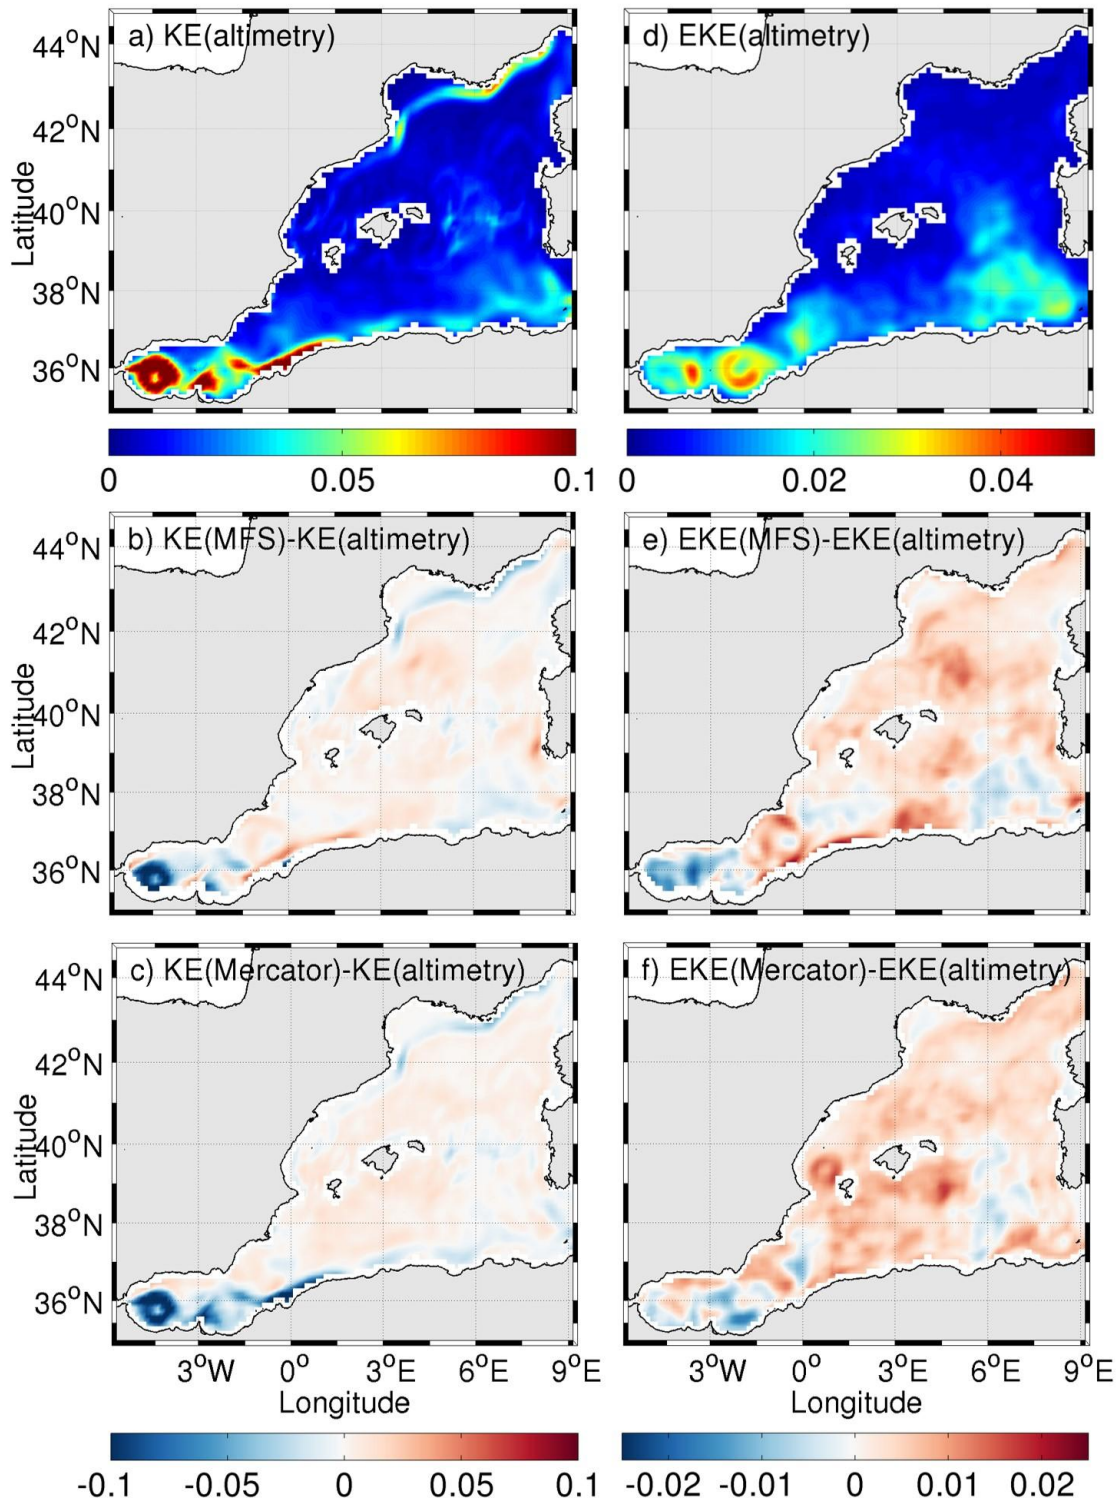 a) KE(altimetry)
44°N
42°N
40°N
38°N
36°N
Latitude
0 0.05 0.1
d) EKE(altimetry)
0 0.02 0.04
b) KE(MFS)-KE(altimetry)
44°N
42°N
40°N
38°N
36°N
Latitude
e) EKE(MFS)-EKE(altimetry)
c) KE(Mercator)-KE(altimetry)
44°N
42°N
40°N
38°N
36°N
Latitude
3°W 0° 3°E 6°E 9°E
Longitude
-0.1 -0.05 0 0.05 0.1
f) EKE(Mercator)-EKE(altimetry)
3°W 0° 3°E 6°E 9°E
Longitude
-0.02 -0.01 0 0.01 0.02